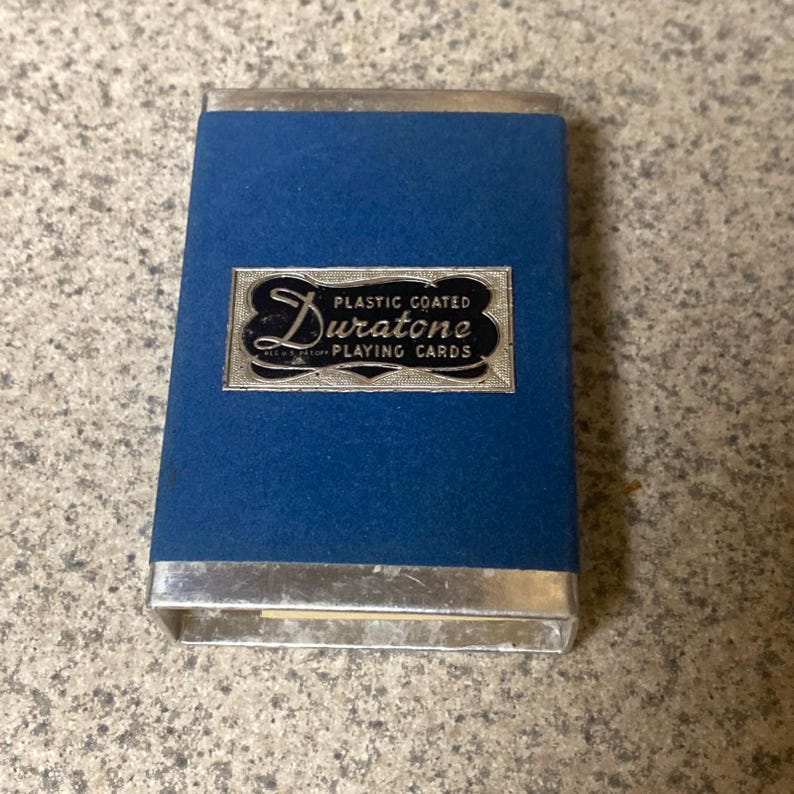 PLASTIC COATED
Duratone
REG U.S. PAT. OFF. PLAYING CARDS